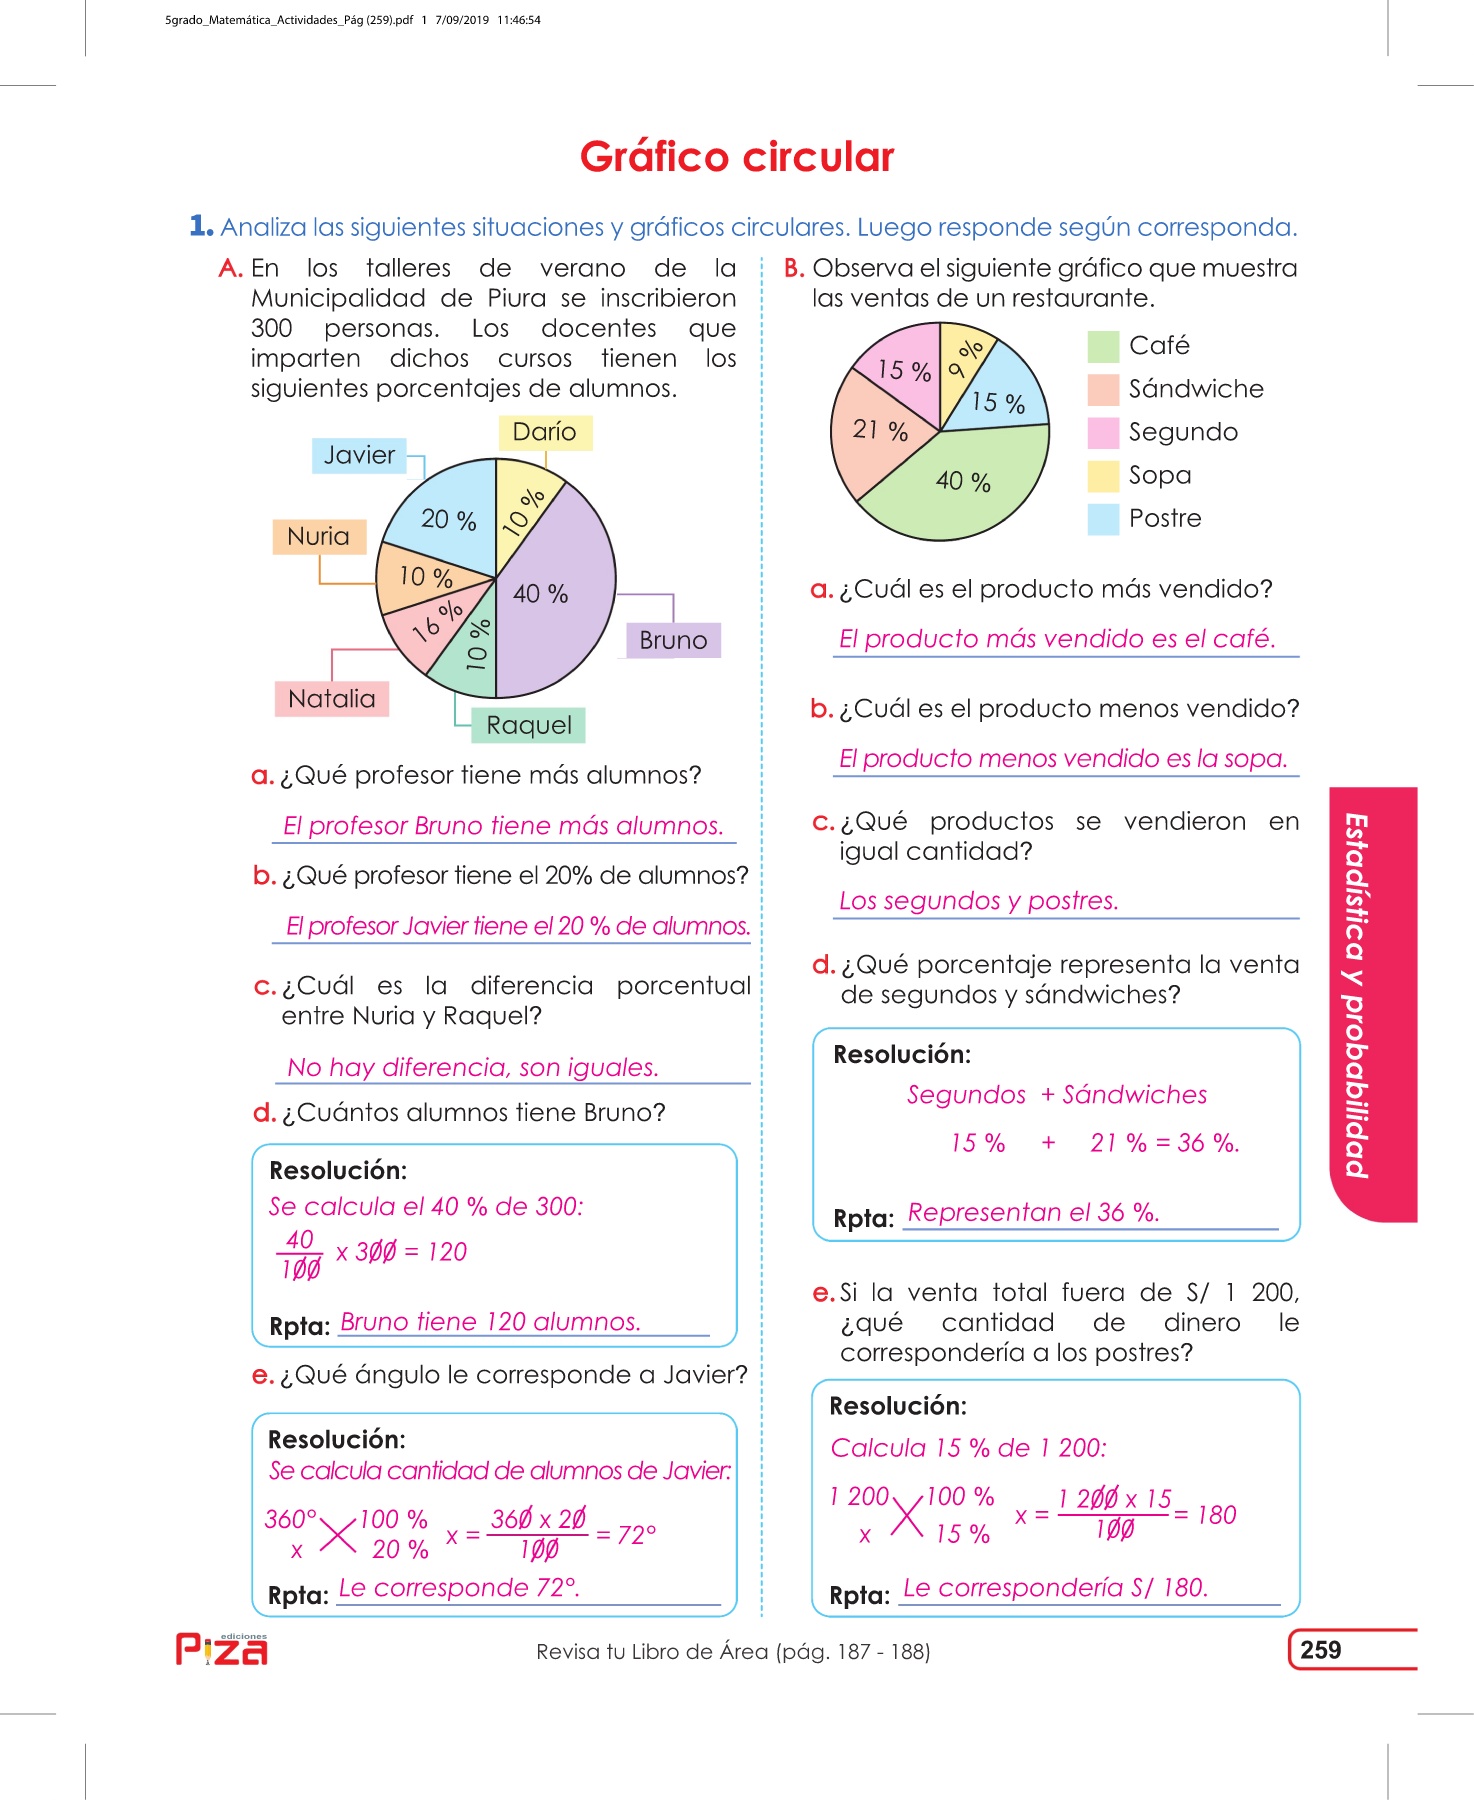 5grado_Matemática_Actividades_Pág (259).pdf 1 7/09/2019 11:46:54
Gráfico circular
1. Analiza las siguientes situaciones y gráficos circulares. Luego responde según corresponda.
A. En los talleres de verano de la
Municipalidad de Piura se inscribieron
300 personas. Los docentes que
imparten dichos cursos tienen los
siguientes porcentajes de alumnos.
Darío
Javier
Nuria
Natalia
Raquel
Bruno
10 %
20 %
10 %
16 %
10 %
40 %
a. ¿Qué profesor tiene más alumnos?
El profesor Bruno tiene más alumnos.
b. ¿Qué profesor tiene el 20% de alumnos?
El profesor Javier tiene el 20 % de alumnos.
c. ¿Cuál es la diferencia porcentual
entre Nuria y Raquel?
No hay diferencia, son iguales.
d. ¿Cuántos alumnos tiene Bruno?
Resolución:
Se calcula el 40 % de 300:
40
100
x 300 = 120
Rpta: Bruno tiene 120 alumnos.
e. ¿Qué ángulo le corresponde a Javier?
Resolución:
Se calcula cantidad de alumnos de Javier:
360° 100 %
x 20 %
x = 360 x 20 = 72°
100
Rpta: Le corresponde 72°.
B. Observa el siguiente gráfico que muestra
las ventas de un restaurante.
15 %
9 %
15 %
21 %
40 %
Café
Sándwiche
Segundo
Sopa
Postre
a. ¿Cuál es el producto más vendido?
El producto más vendido es el café.
b. ¿Cuál es el producto menos vendido?
El producto menos vendido es la sopa.
c. ¿Qué productos se vendieron en
igual cantidad?
Los segundos y postres.
d. ¿Qué porcentaje representa la venta
de segundos y sándwiches?
Resolución:
Segundos + Sándwiches
15 % + 21 % = 36 %.
Rpta: Representan el 36 %.
e. Si la venta total fuera de S/ 1 200,
¿qué cantidad de dinero le
correspondería a los postres?
Resolución:
Calcula 15 % de 1 200:
1 200 100 %
x 15 %
x = 1 200 x 15 = 180
100
Rpta: Le correspondería S/ 180.
Estadística y probabilidad
ediciones
Piza
Revisa tu Libro de Área (pág. 187 - 188)
259